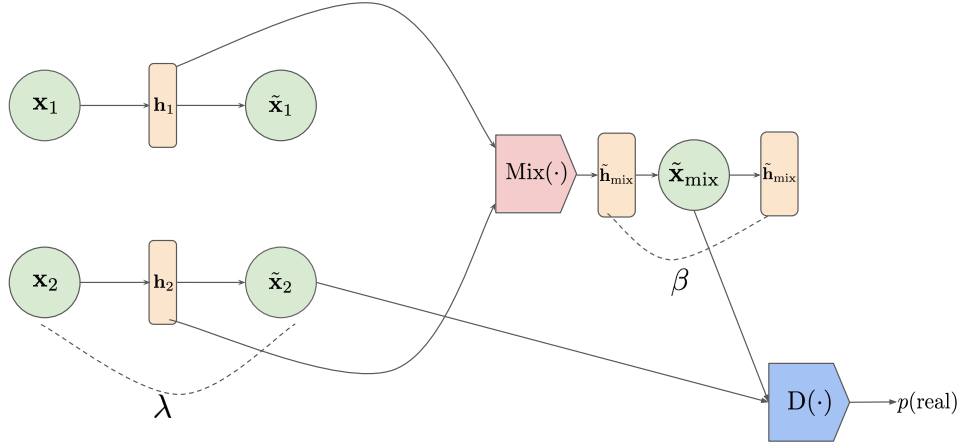 x₁
h₁
x̃₁
Mix(·)
h̃ₘᵢₓ
x̃ₘᵢₓ
h̃ₘᵢₓ
x₂
h₂
x̃₂
β
λ
D(·)
p(real)